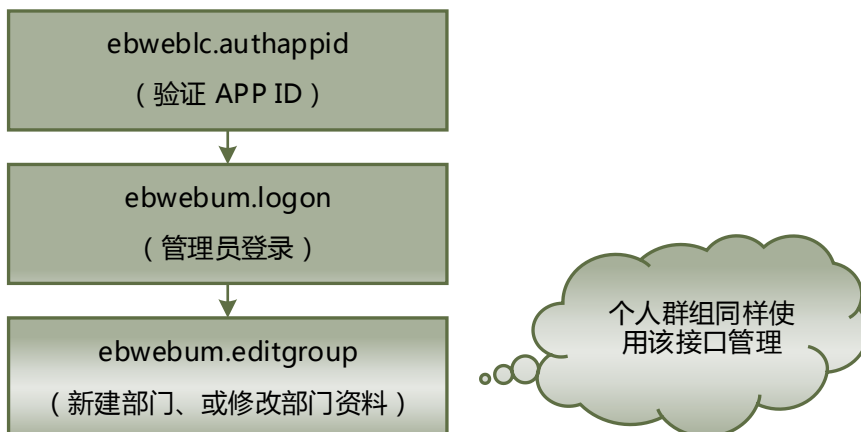 ebweblc.authappid
（验证 APP ID）
ebwebum.logon
（管理员登录）
ebwebum.editgroup
（新建部门、或修改部门资料）
个人群组同样使
用该接口管理